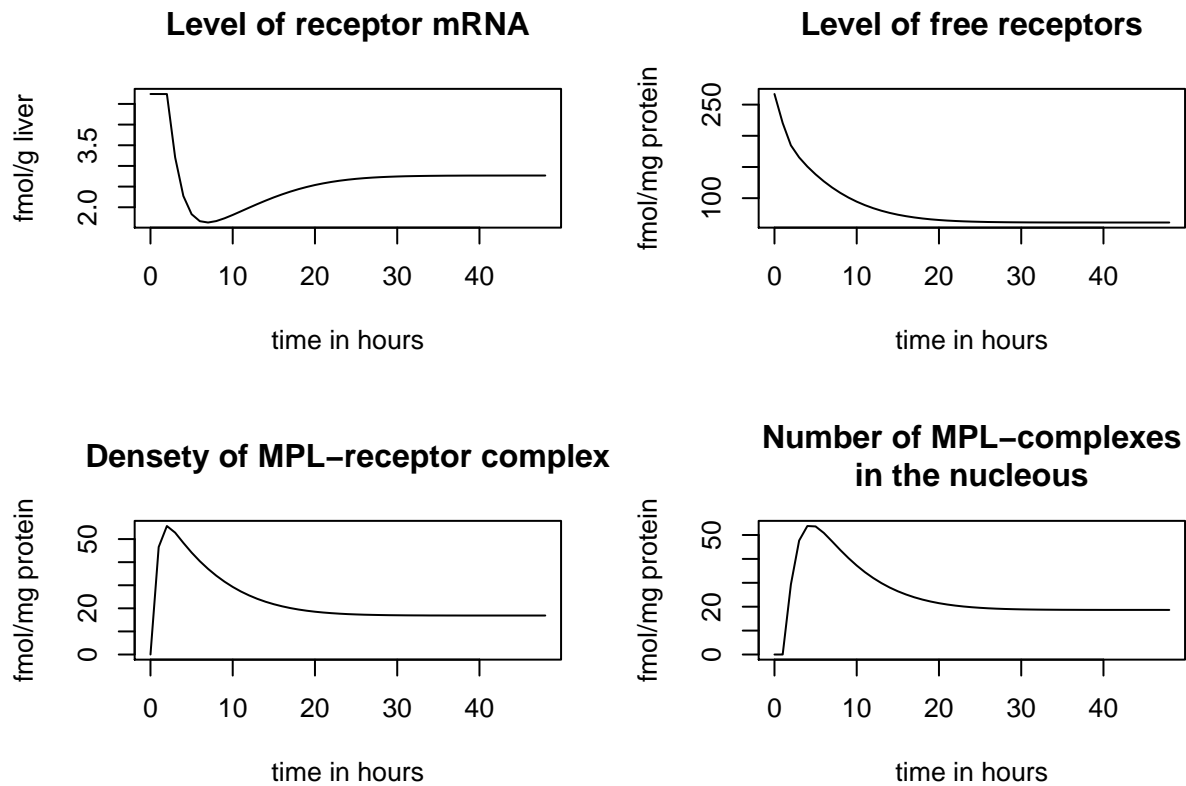 Level of receptor mRNA
fmol/g liver
2.0 3.5
0 10 20 30 40
time in hours
Level of free receptors
fmol/mg protein
100 250
0 10 20 30 40
time in hours
Densety of MPL−receptor complex
fmol/mg protein
0 20 50
0 10 20 30 40
time in hours
Number of MPL−complexes
in the nucleous
fmol/mg protein
0 20 50
0 10 20 30 40
time in hours